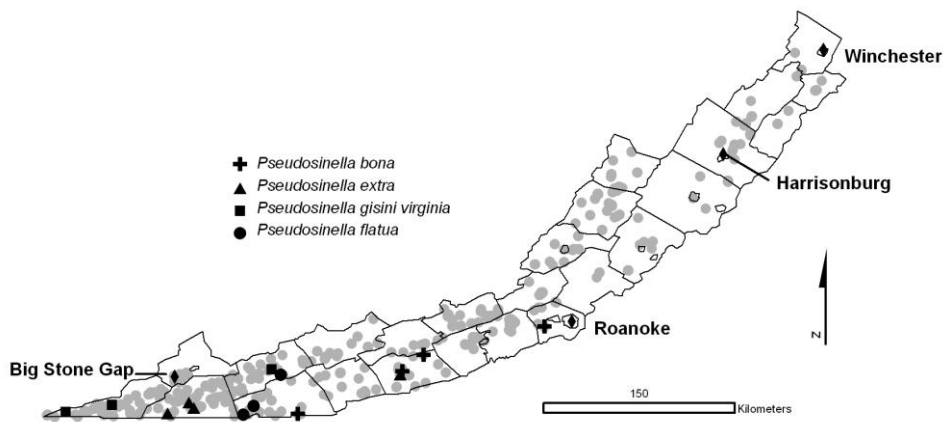 Winchester
Pseudosinella bona
Pseudosinella extra
Pseudosinella gisini virginia
Pseudosinella flatua
Harrisonburg
Roanoke
N
Big Stone Gap
150
Kilometers